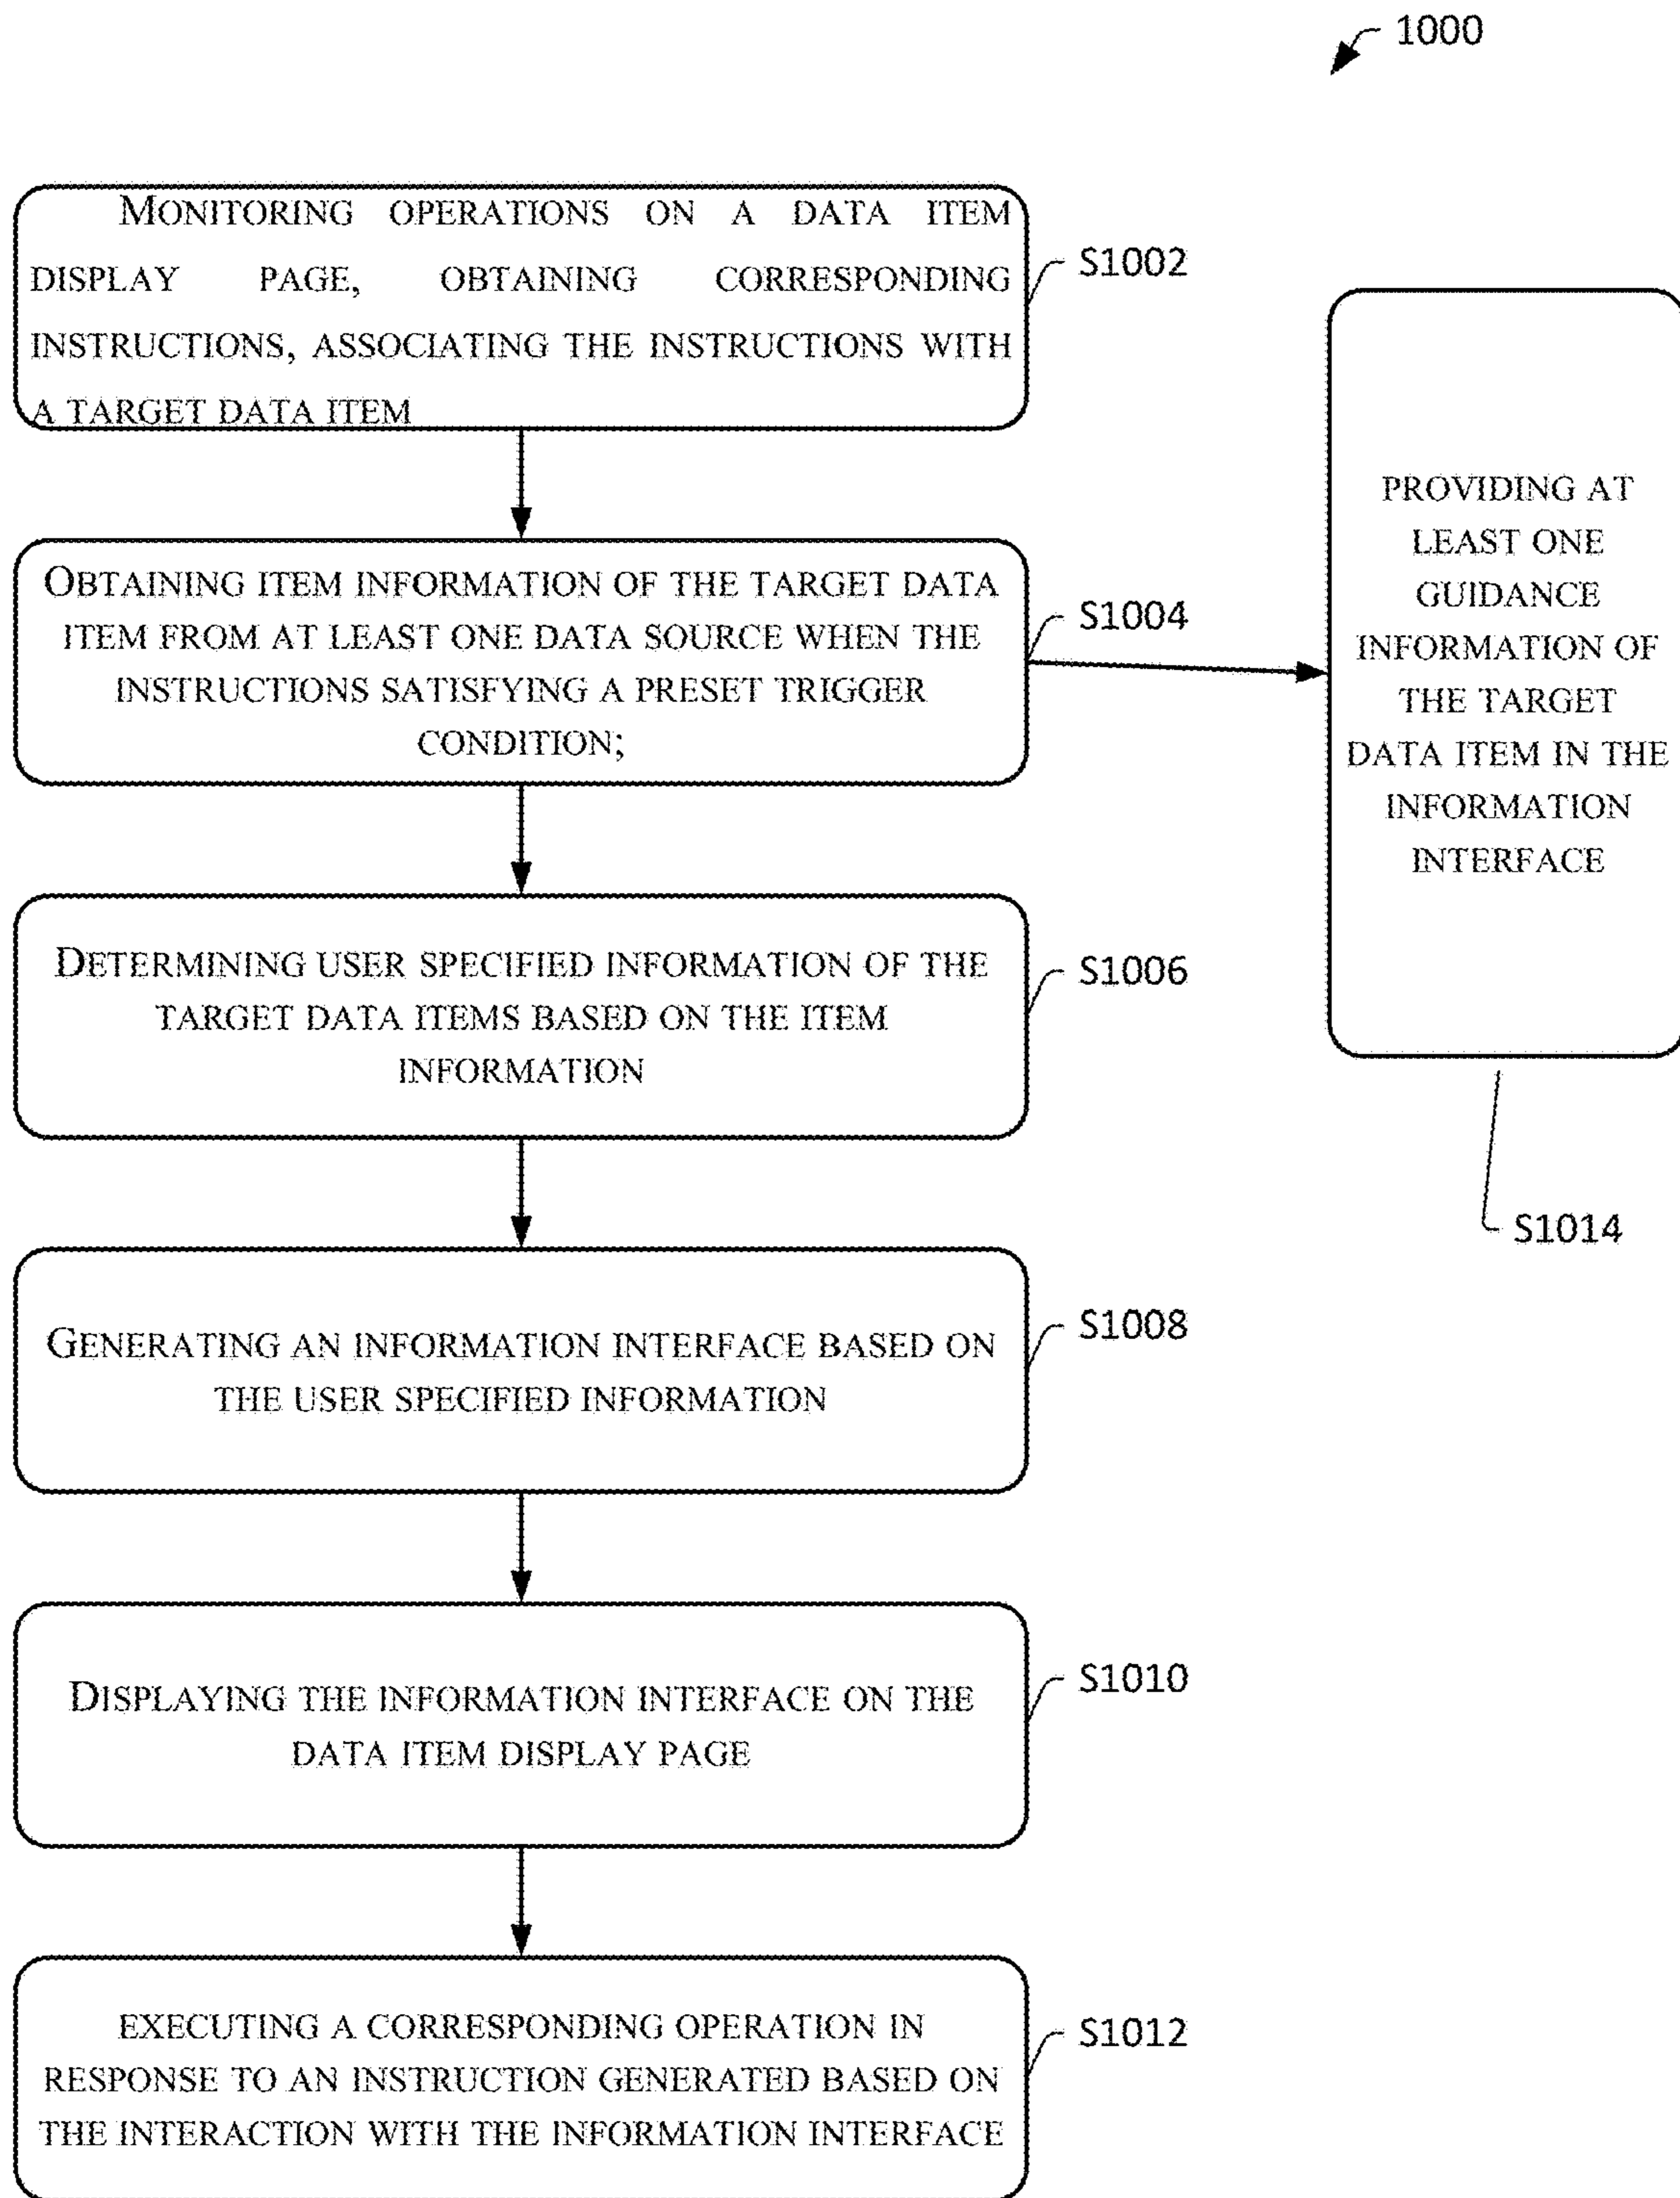 1000
MONITORING OPERATIONS ON A DATA ITEM
DISPLAY PAGE, OBTAINING CORRESPONDING
INSTRUCTIONS, ASSOCIATING THE INSTRUCTIONS WITH
A TARGET DATA ITEM
S1002
OBTAINING ITEM INFORMATION OF THE TARGET DATA
ITEM FROM AT LEAST ONE DATA SOURCE WHEN THE
INSTRUCTIONS SATISFYING A PRESET TRIGGER
CONDITION;
S1004
PROVIDING AT
LEAST ONE
GUIDANCE
INFORMATION OF
THE TARGET
DATA ITEM IN THE
INFORMATION
INTERFACE
S1014
DETERMINING USER SPECIFIED INFORMATION OF THE
TARGET DATA ITEMS BASED ON THE ITEM
INFORMATION
S1006
GENERATING AN INFORMATION INTERFACE BASED ON
THE USER SPECIFIED INFORMATION
S1008
DISPLAYING THE INFORMATION INTERFACE ON THE
DATA ITEM DISPLAY PAGE
S1010
EXECUTING A CORRESPONDING OPERATION IN
RESPONSE TO AN INSTRUCTION GENERATED BASED ON
THE INTERACTION WITH THE INFORMATION INTERFACE
S1012